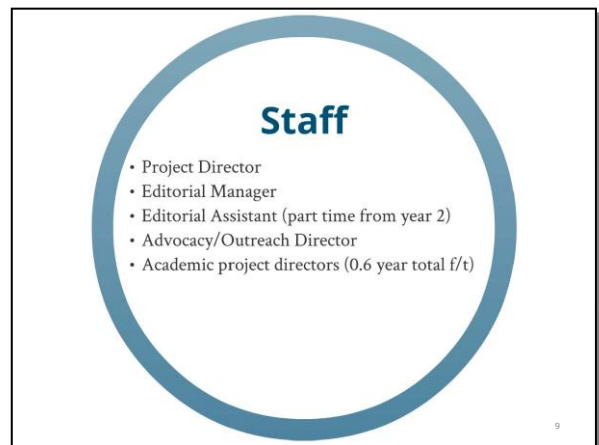 Staff
• Project Director
• Editorial Manager
• Editorial Assistant (part time from year 2)
• Advocacy/Outreach Director
• Academic project directors (0.6 year total f/t)
9